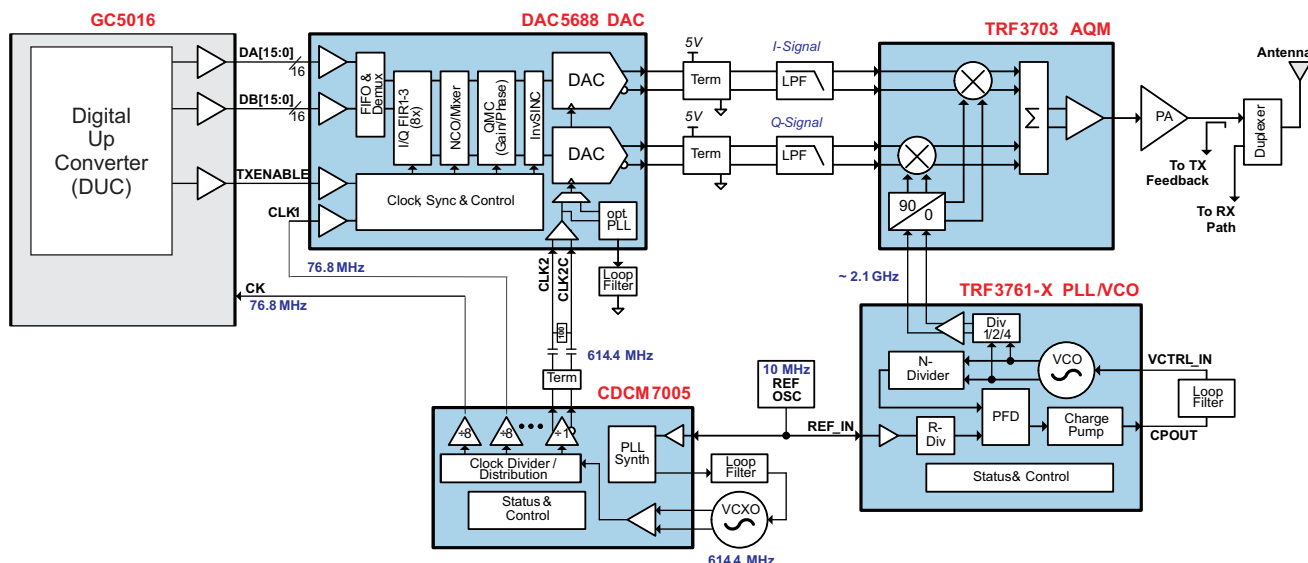 GC5016
Digital
Up
Converter
(DUC)
DA[15:0]
16
DB[15:0]
16
TXENABLE
CLK1
CK
76.8 MHz
76.8 MHz
DAC5688 DAC
FIFO &
Demux
I/Q FIR1-3
(8x)
NCO/Mixer
QMC
(Gain/Phase)
InvSINC
DAC
DAC
Clock, Sync & Control
opt.
PLL
Loop
Filter
CLK2
CLK2C
100
614.4 MHz
Term
5V
Term
I-Signal
LPF
5V
Term
Q-Signal
LPF
TRF3703 AQM
Σ
90
0
PA
Duplexer
Antenna
To TX
Feedback
To RX
Path
~ 2.1 GHz
TRF3761-X PLL/VCO
Div
1/2/4
N-
Divider
VCO
PFD
R-
Div
Charge
Pump
Status & Control
VCTRL_IN
Loop
Filter
CPOUT
REF_IN
10 MHz
REF
OSC
CDCM7005
÷8
÷8
÷1
Clock Divider /
Distribution
Status &
Control
PLL
Synth
Loop
Filter
VCXO
614.4 MHz